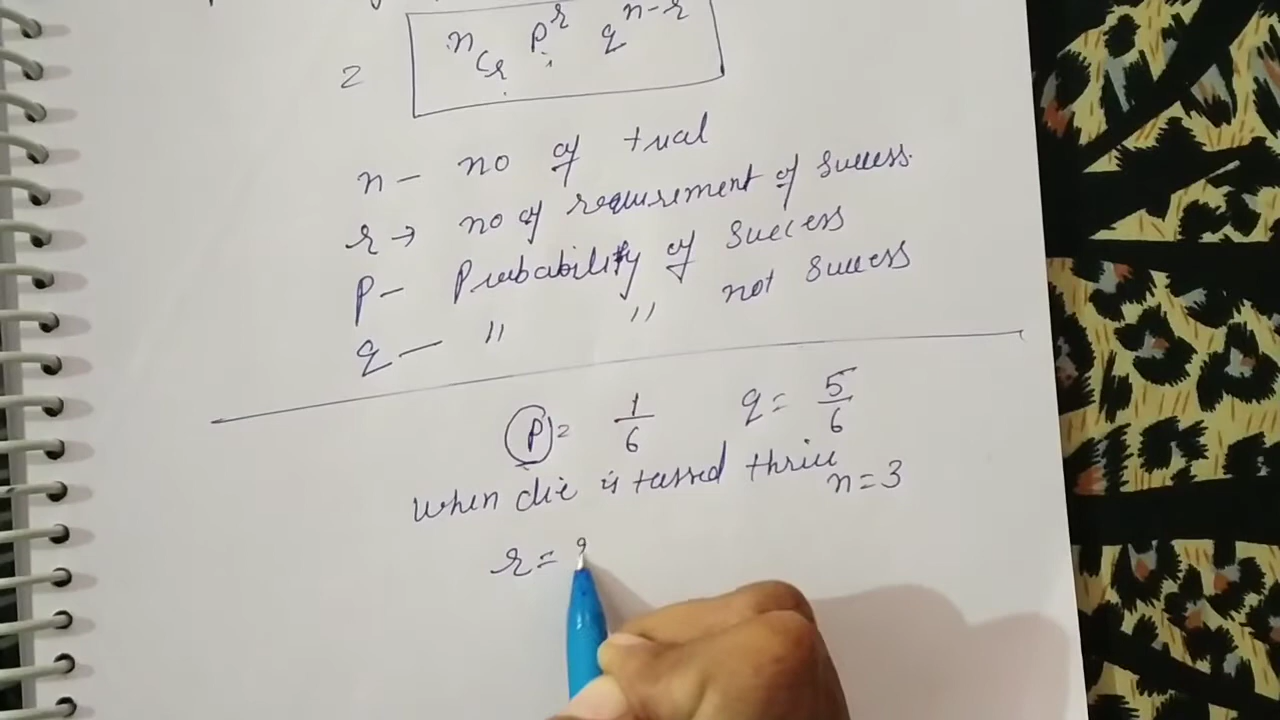 = nCr p^r q^n-r
n - no of trial
r → no of requirement of success.
P - Probability of success
q - " " not success
P = 1/6 q = 5/6
When die is tossed thrice
n = 3
r =